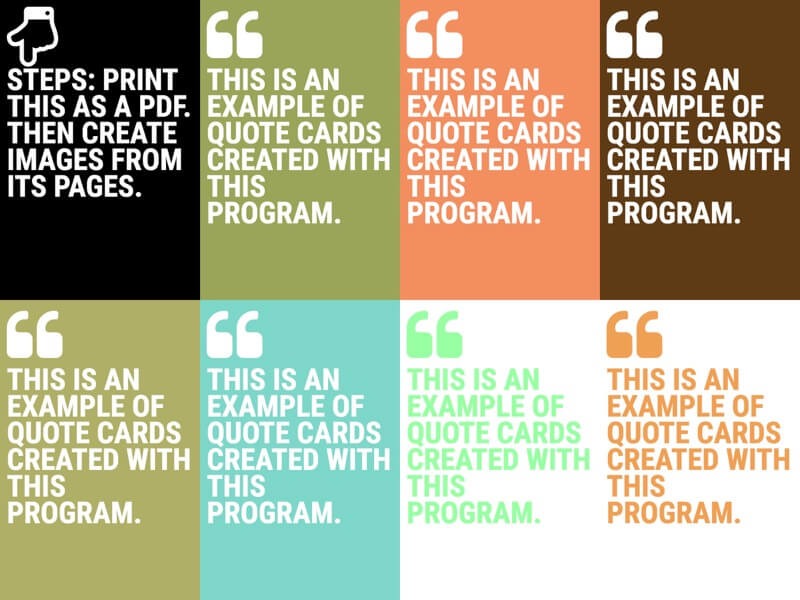 STEPS: PRINT
THIS AS A PDF.
THEN CREATE
IMAGES FROM
ITS PAGES.
THIS IS AN
EXAMPLE OF
QUOTE CARDS
CREATED WITH
THIS
PROGRAM.
THIS IS AN
EXAMPLE OF
QUOTE CARDS
CREATED WITH
THIS
PROGRAM.
THIS IS AN
EXAMPLE OF
QUOTE CARDS
CREATED WITH
THIS
PROGRAM.
THIS IS AN
EXAMPLE OF
QUOTE CARDS
CREATED WITH
THIS
PROGRAM.
THIS IS AN
EXAMPLE OF
QUOTE CARDS
CREATED WITH
THIS
PROGRAM.
THIS IS AN
EXAMPLE OF
QUOTE CARDS
CREATED WITH
THIS
PROGRAM.
THIS IS AN
EXAMPLE OF
QUOTE CARDS
CREATED WITH
THIS
PROGRAM.